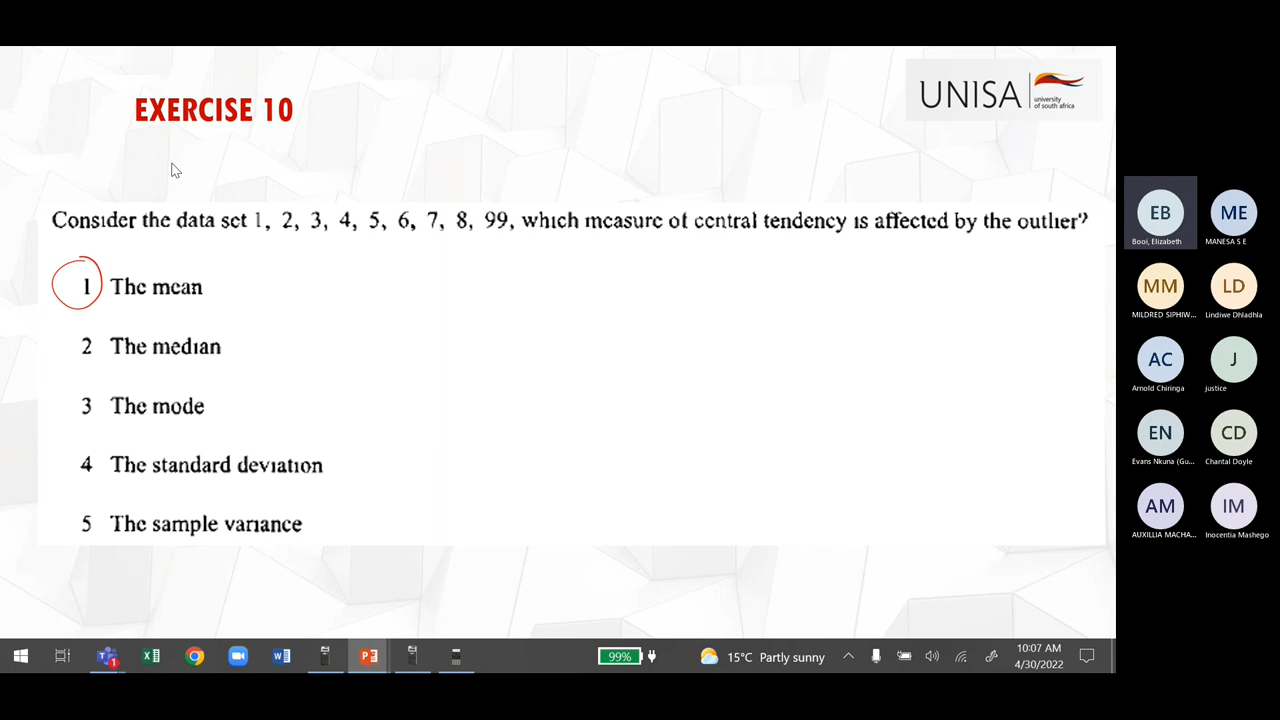 EXERCISE 10
UNISA
university
of south africa
Consider the data set 1, 2, 3, 4, 5, 6, 7, 8, 99, which measure of central tendency is affected by the outlier?
1 The mean
2 The median
3 The mode
4 The standard deviation
5 The sample variance
EB
Booi, Elizabeth
ME
MANESA S E
MM
MILDRED SIPHIW...
LD
Lindiwe Dhladhla
AC
Arnold Chiringa
J
justice
EN
Evans Nkuna (Gu...
CD
Chantal Doyle
AM
AUXILLIA MACHA...
IM
Inocentia Mashego
99%
15°C Partly sunny
10:07 AM
4/30/2022